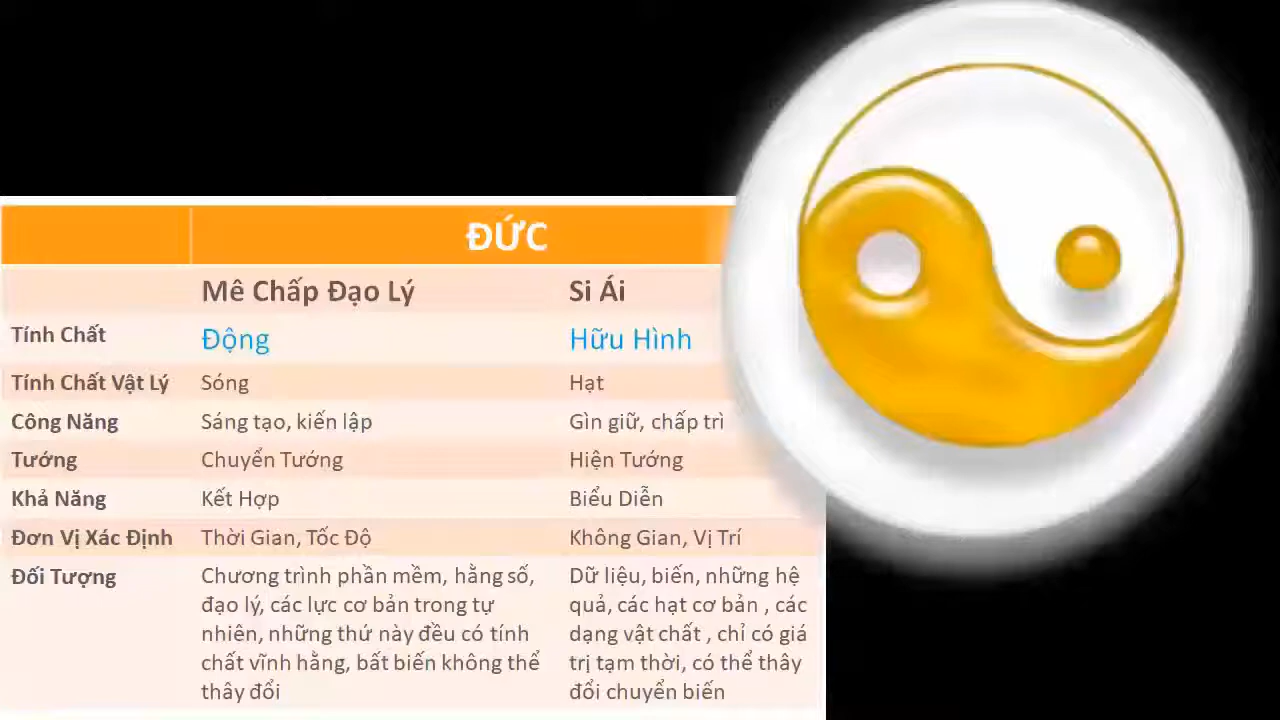 ĐỨC
Mê Chấp Đạo Lý Si Ái
Tính Chất Động Hữu Hình
Tính Chất Vật Lý Sóng Hạt
Công Năng Sáng tạo, kiến lập Gìn giữ, chấp trì
Tướng Chuyển Tướng Hiện Tướng
Khả Năng Kết Hợp Biểu Diễn
Đơn Vị Xác Định Thời Gian, Tốc Độ Không Gian, Vị Trí
Đối Tượng Chương trình phần mềm, hằng số, Dữ liệu, biến, những hệ
đạo lý, các lực cơ bản trong tự quả, các hạt cơ bản , các
nhiên, những thứ này đều có tính dạng vật chất , chỉ có giá
chất vĩnh hằng, bất biến không thể trị tạm thời, có thể thây
thây đổi đổi chuyển biến